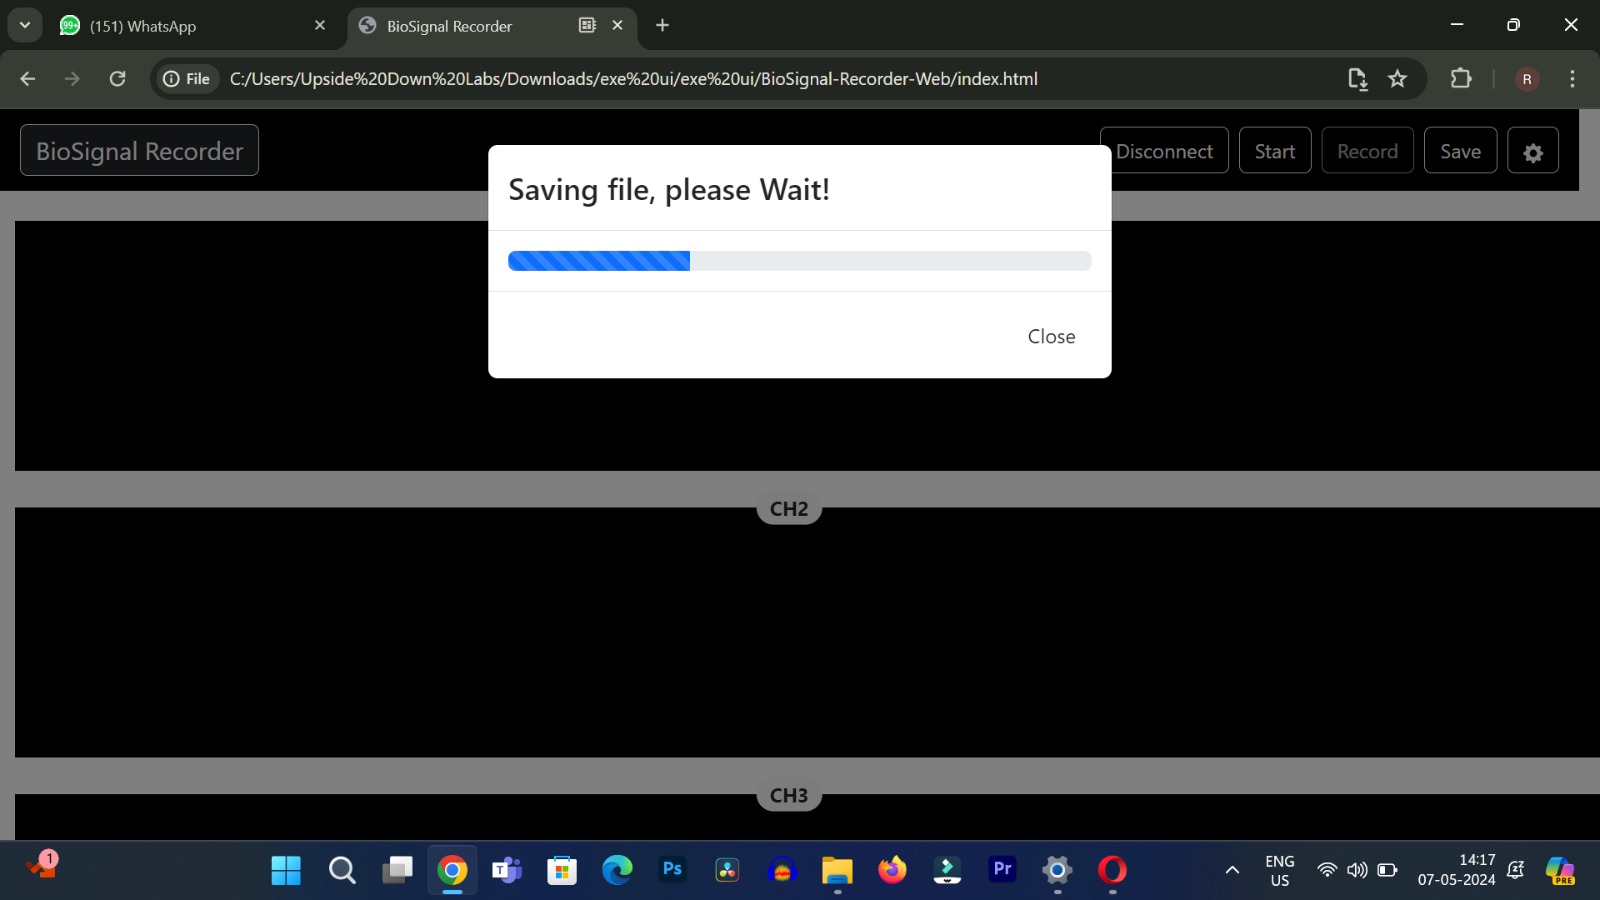 99+ (151) WhatsApp
BioSignal Recorder
File C:/Users/Upside%20Down%20Labs/Downloads/exe%20ui/exe%20ui/BioSignal-Recorder-Web/index.html
R
BioSignal Recorder
Disconnect
Start
Record
Save
Saving file, please Wait!
Close
CH2
CH3
1
T
Ps
Pr
ENG
US
14:17
07-05-2024
PRE